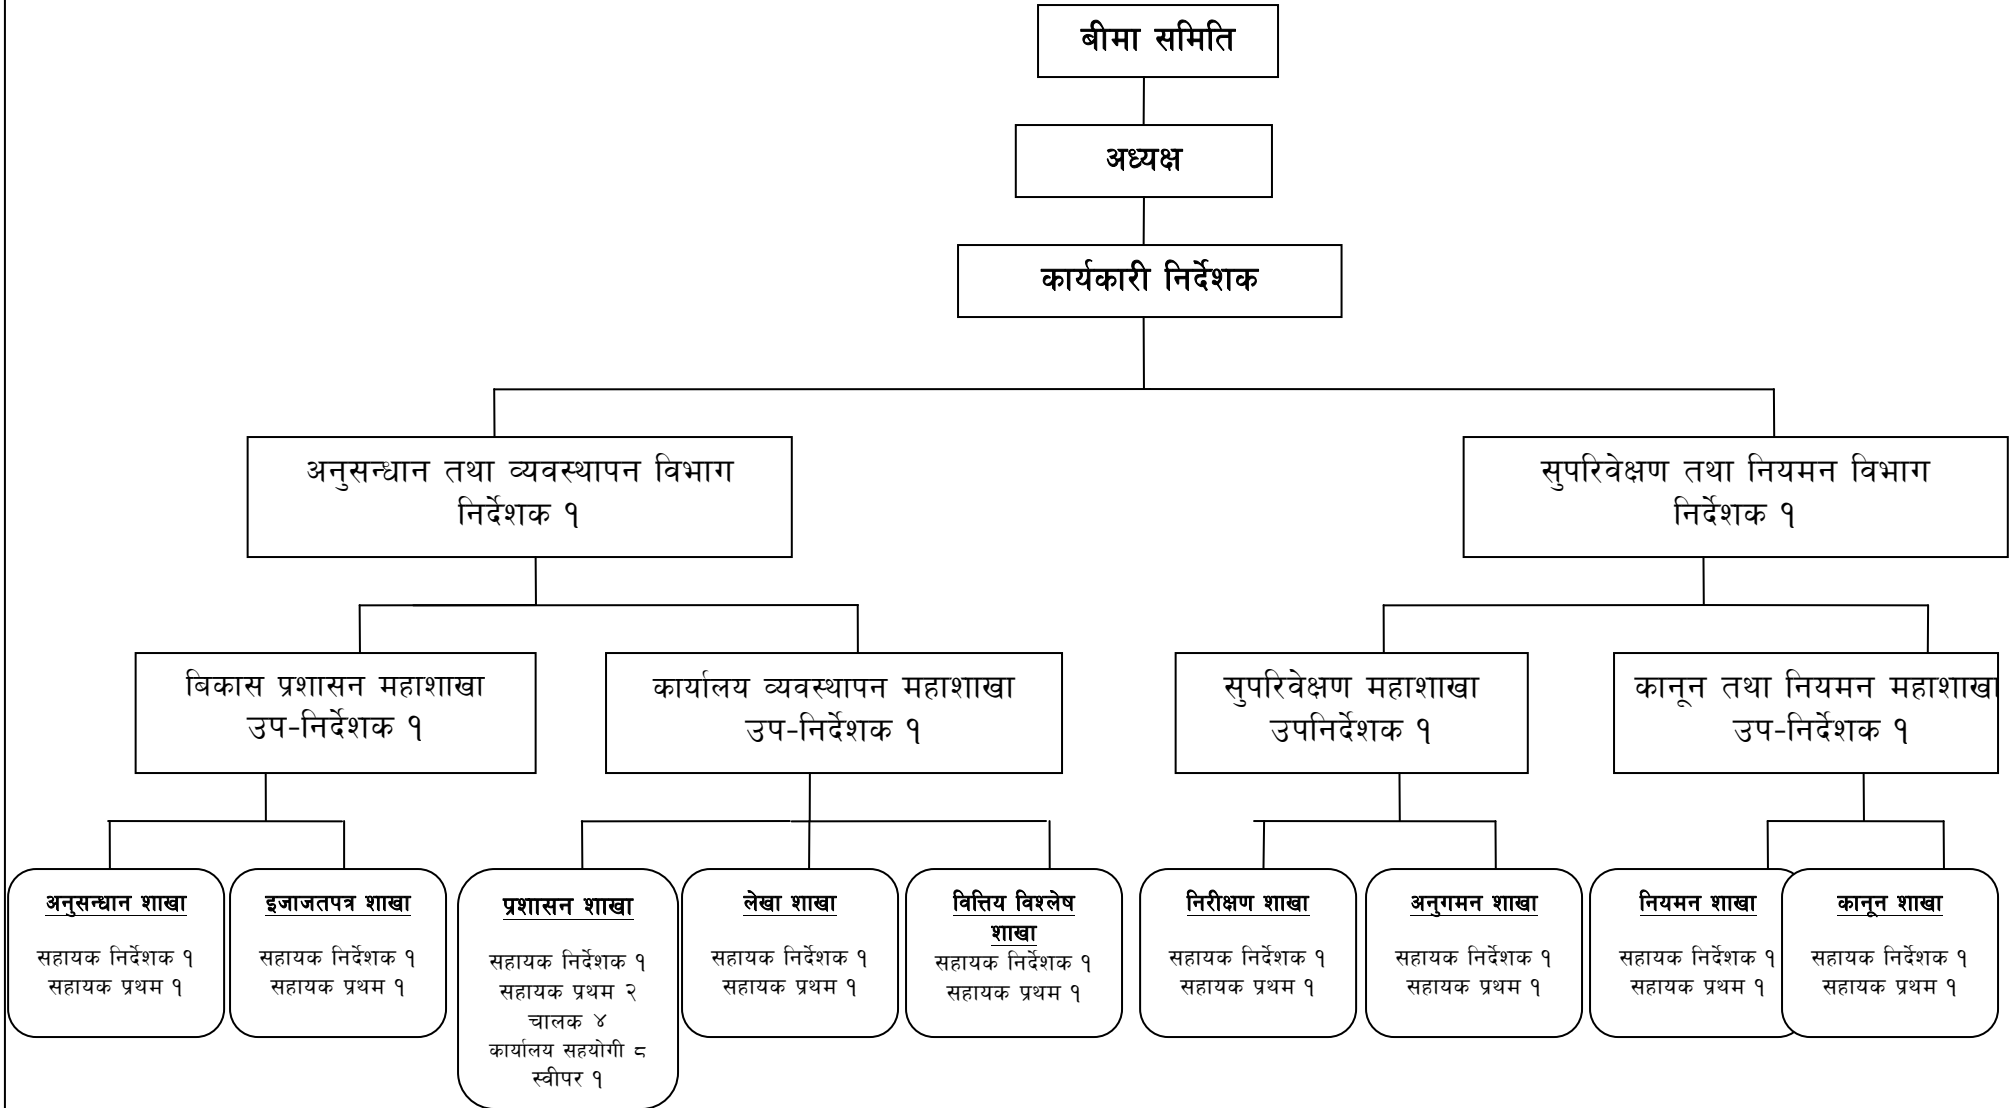 बीमा समिति
अध्यक्ष
कार्यकारी निर्देशक
अनुसन्धान तथा व्यवस्थापन विभाग
निर्देशक १
सुपरिवेक्षण तथा नियमन विभाग
निर्देशक १
बिकास प्रशासन महाशाखा
उप-निर्देशक १
कार्यालय व्यवस्थापन महाशाखा
उप-निर्देशक १
सुपरिवेक्षण महाशाखा
उपनिर्देशक १
कानून तथा नियमन महाशाखा
उप-निर्देशक १
अनुसन्धान शाखा
सहायक निर्देशक १
सहायक प्रथम १
इजाजतपत्र शाखा
सहायक निर्देशक १
सहायक प्रथम १
प्रशासन शाखा
सहायक निर्देशक १
सहायक प्रथम २
चालक ४
कार्यालय सहयोगी ८
स्वीपर १
लेखा शाखा
सहायक निर्देशक १
सहायक प्रथम १
वित्तिय विश्लेष
शाखा
सहायक निर्देशक १
सहायक प्रथम १
निरीक्षण शाखा
सहायक निर्देशक १
सहायक प्रथम १
अनुगमन शाखा
सहायक निर्देशक १
सहायक प्रथम १
नियमन शाखा
सहायक निर्देशक १
सहायक प्रथम १
कानून शाखा
सहायक निर्देशक १
सहायक प्रथम १